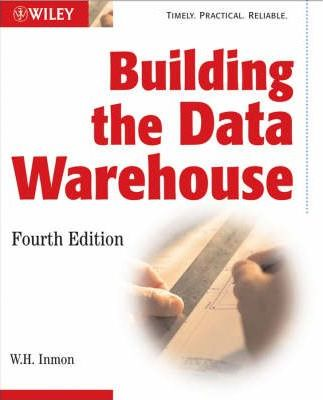 WILEY
TIMELY. PRACTICAL. RELIABLE.
Building
the Data
Warehouse
Fourth Edition
W.H. Inmon